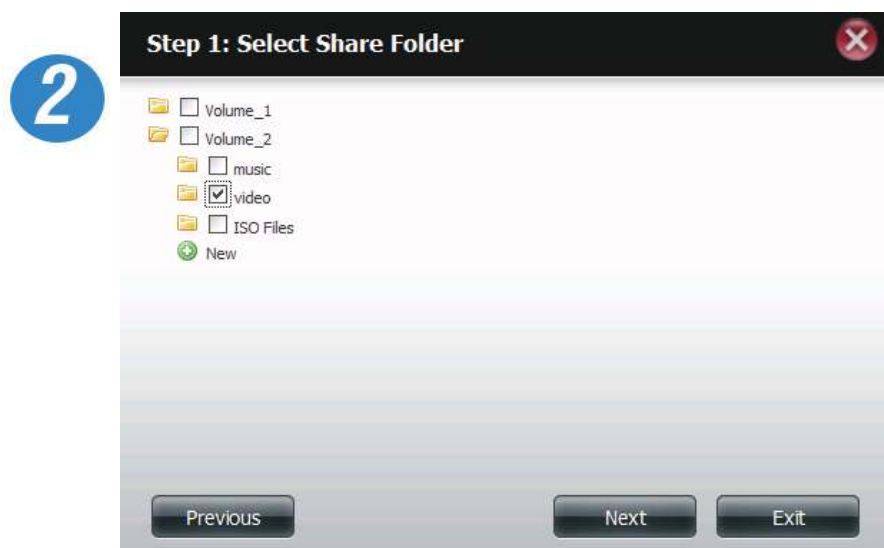 2
Step 1: Select Share Folder
Volume_1
Volume_2
music
video
ISO Files
New
Previous Next Exit